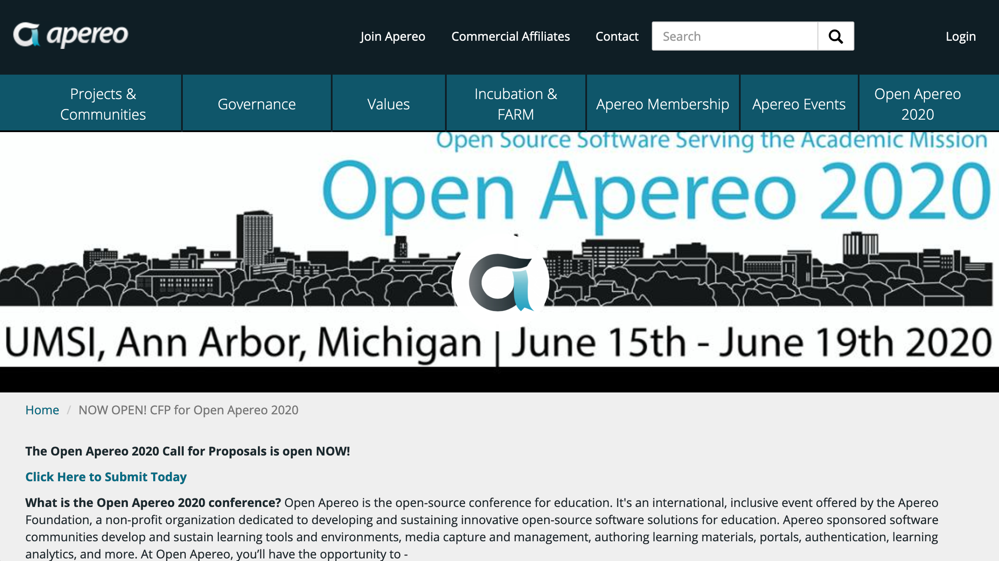 apereo
Join Apereo
Commercial Affiliates
Contact
Search
Login
Projects &
Communities
Governance
Values
Incubation &
FARM
Apereo Membership
Apereo Events
Open Apereo
2020
Open Source Software Serving the Academic Mission
Open Apereo 2020
UMSI, Ann Arbor, Michigan | June 15th - June 19th 2020
Home / NOW OPEN! CFP for Open Apereo 2020
The Open Apereo 2020 Call for Proposals is open NOW!
Click Here to Submit Today
What is the Open Apereo 2020 conference? Open Apereo is the open-source conference for education. It's an international, inclusive event offered by the Apereo
Foundation, a non-profit organization dedicated to developing and sustaining innovative open-source software solutions for education. Apereo sponsored software
communities develop and sustain learning tools and environments, media capture and management, authoring learning materials, portals, authentication, learning
analytics, and more. At Open Apereo, you’ll have the opportunity to -